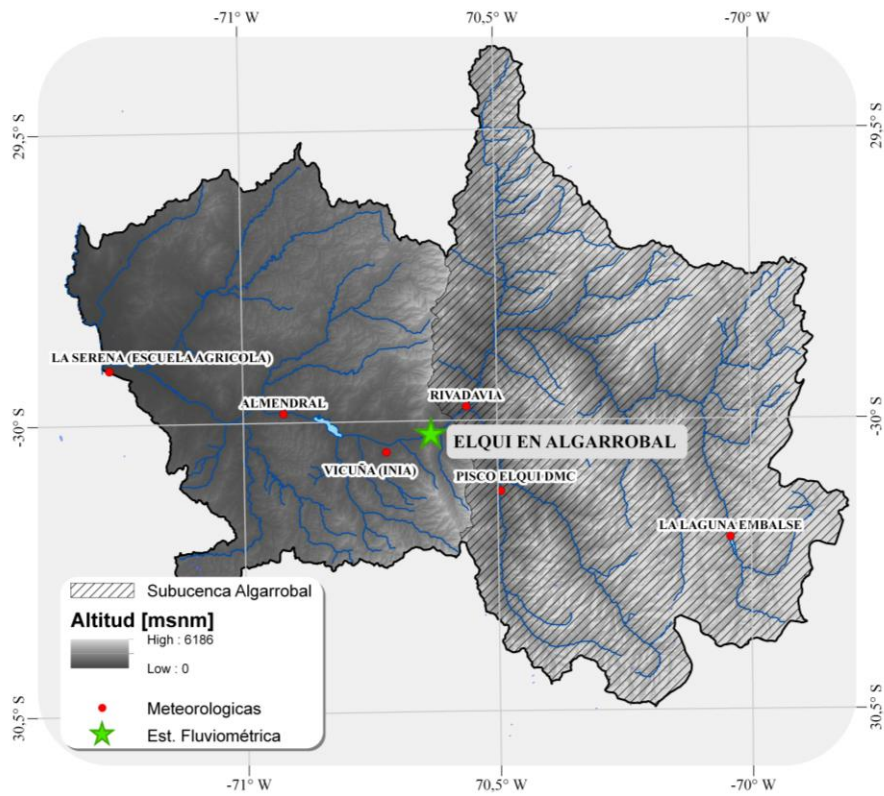 -71° W
70,5° W
-70° W
29,5° S
29,5° S
LA SERENA (ESCUELA AGRICOLA)
ALMENDRAL
RIVADAVIA
-30° S
-30° S
ELQUI EN ALGARROBAL
VICUÑA (INIA)
PISCO ELQUI DMC
LA LAGUNA EMBALSE
Subucenca Algarrobal
Altitud [msnm]
High : 6186
Low : 0
Meteorologicas
Est. Fluviométrica
30,5° S
30,5° S
-71° W
-70,5° W
-70° W